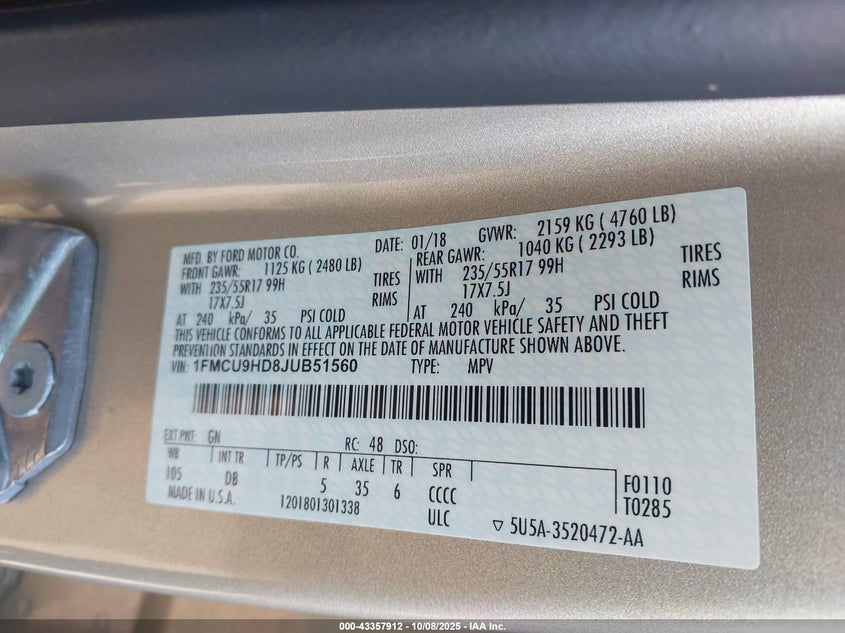 MFD. BY FORD MOTOR CO. DATE: 01/18 GVWR: 2159 KG ( 4760 LB)
FRONT GAWR: 1125 KG ( 2480 LB) REAR GAWR: 1040 KG ( 2293 LB)
WITH 235/55R17 99H TIRES WITH 235/55R17 99H TIRES
17X7.5J RIMS 17X7.5J RIMS
AT 240 kPa/ 35 PSI COLD AT 240 kPa/ 35 PSI COLD
THIS VEHICLE CONFORMS TO ALL APPLICABLE FEDERAL MOTOR VEHICLE SAFETY AND THEFT
PREVENTION STANDARDS IN EFFECT ON THE DATE OF MANUFACTURE SHOWN ABOVE.
VIN: 1FMCU9HD8JUB51560 TYPE: MPV
EXT PNT: GN RC: 48 DSO:
WB INT TR TP/PS R AXLE TR SPR
105 DB 5 35 6 CCCC F0110
MADE IN U.S.A. 1201801301338 ULC T0285
▽ 5U5A-3520472-AA
000-43357912 - 10/08/2025 - IAA Inc.